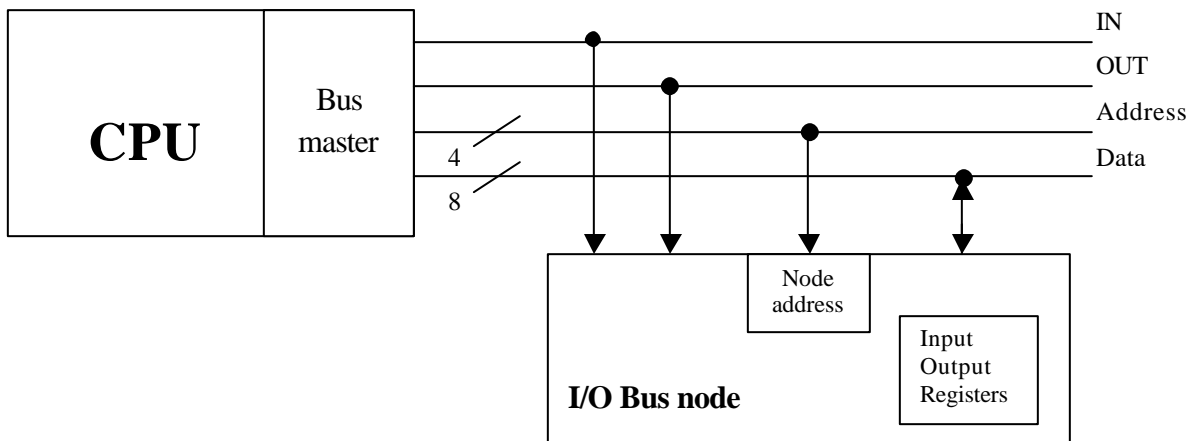 IN
OUT
Address
Data
CPU
Bus
master
4
8
Node
address
Input
Output
Registers
I/O Bus node